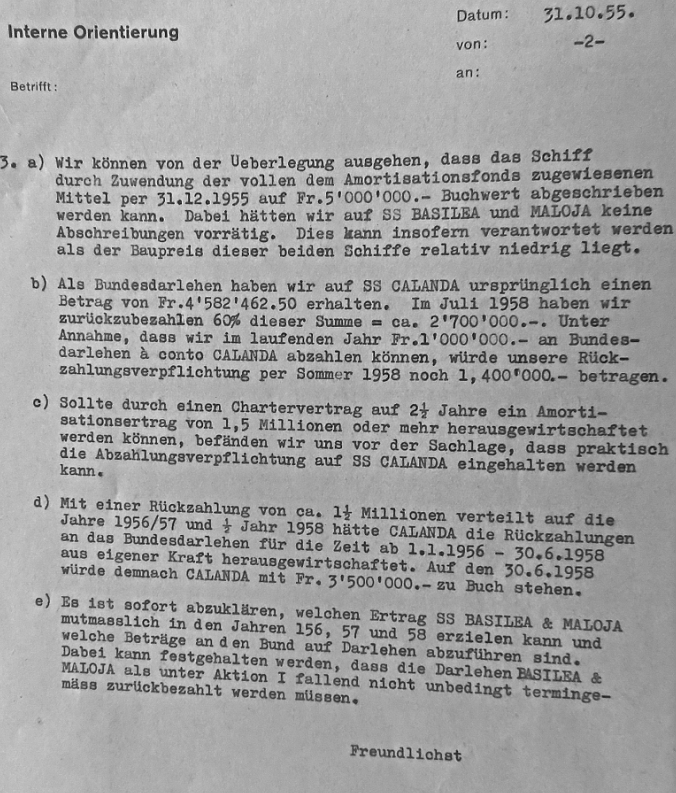 Interne Orientierung
Datum: 31.10.55.
von: -2-
an:
Betrifft:
3. a) Wir können von der Ueberlegung ausgehen, dass das Schiff
durch Zuwendung der vollen dem Amortisationsfonds zugewiesenen
Mittel per 31.12.1955 auf Fr.5'000'000.- Buchwert abgeschrieben
werden kann. Dabei hätten wir auf SS BASILEA und MALOJA keine
Abschreibungen vorrätig. Dies kann insofern verantwortet werden
als der Baupreis dieser beiden Schiffe relativ niedrig liegt.
b) Als Bundesdarlehen haben wir auf SS CALANDA ursprünglich einen
Betrag von Fr.4'582'462.50 erhalten. Im Juli 1958 haben wir
zurückzubezahlen 60% dieser Summe = ca. 2'700'000.-. Unter
Annahme, dass wir im laufenden Jahr Fr.1'000'000.- an Bundes-
darlehen à conto CALANDA abzahlen können, würde unsere Rück-
zahlungsverpflichtung per Sommer 1958 noch 1,400'000.- betragen.
c) Sollte durch einen Chartervertrag auf 2½ Jahre ein Amorti-
sationsertrag von 1,5 Millionen oder mehr herausgewirtschaftet
werden können, befänden wir uns vor der Sachlage, dass praktisch
die Abzahlungsverpflichtung auf SS CALANDA eingehalten werden
kann.
d) Mit einer Rückzahlung von ca. 1½ Millionen verteilt auf die
Jahre 1956/57 und ½ Jahr 1958 hätte CALANDA die Rückzahlungen
an das Bundesdarlehen für die Zeit ab 1.1.1956 - 30.6.1958
aus eigener Kraft herausgewirtschaftet. Auf den 30.6.1958
würde demnach CALANDA mit Fr. 3'500'000.- zu Buch stehen.
e) Es ist sofort abzuklären, welchen Ertrag SS BASILEA & MALOJA
mutmasslich in den Jahren 156, 57 und 58 erzielen kann und
welche Beträge an den Bund auf Darlehen abzuführen sind.
Dabei kann festgehalten werden, dass die Darlehen BASILEA &
MALOJA als unter Aktion I fallend nicht unbedingt terminge-
mäss zurückbezahlt werden müssen.
Freundlichst